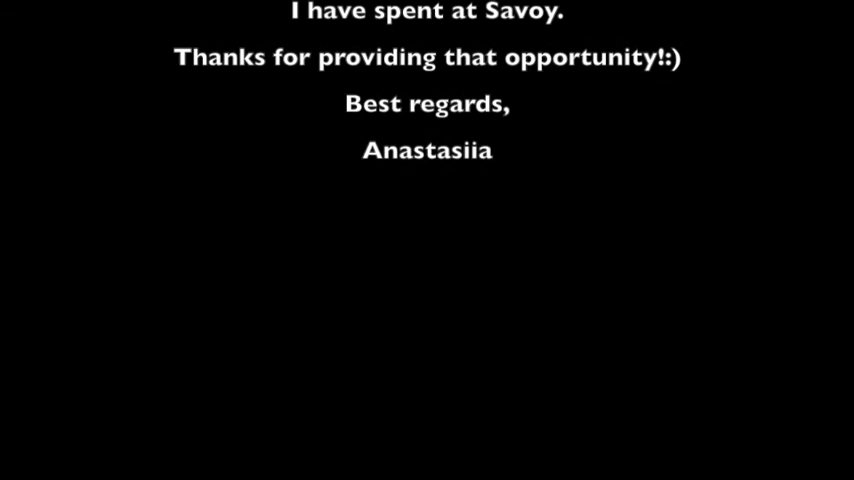 I have spent at Savoy.
Thanks for providing that opportunity!:)
Best regards,
Anastasiia